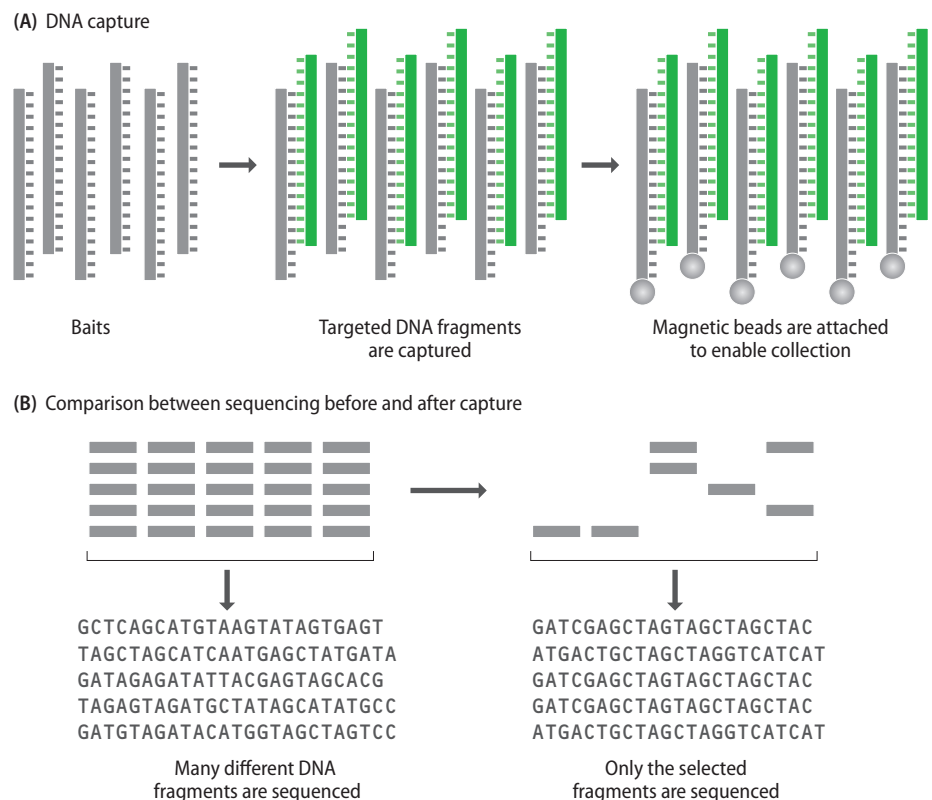 (A) DNA capture
Baits
Targeted DNA fragments
are captured
Magnetic beads are attached
to enable collection
(B) Comparison between sequencing before and after capture
GCTCAGCATGTAAGTATAGTGAGT
TAGCTAGCATCAATGAGCTATGATA
GATAGAGATATTACGAGTAGCACG
TAGAGTAGATGCTATAGCATATGCC
GATGTAGATACATGGTAGCTAGTCC
Many different DNA
fragments are sequenced
GATCGAGCTAGTAGCTAGCTAC
ATGACTGCTAGCTAGGTCATCAT
GATCGAGCTAGTAGCTAGCTAC
GATCGAGCTAGTAGCTAGCTAC
ATGACTGCTAGCTAGGTCATCAT
Only the selected
fragments are sequenced